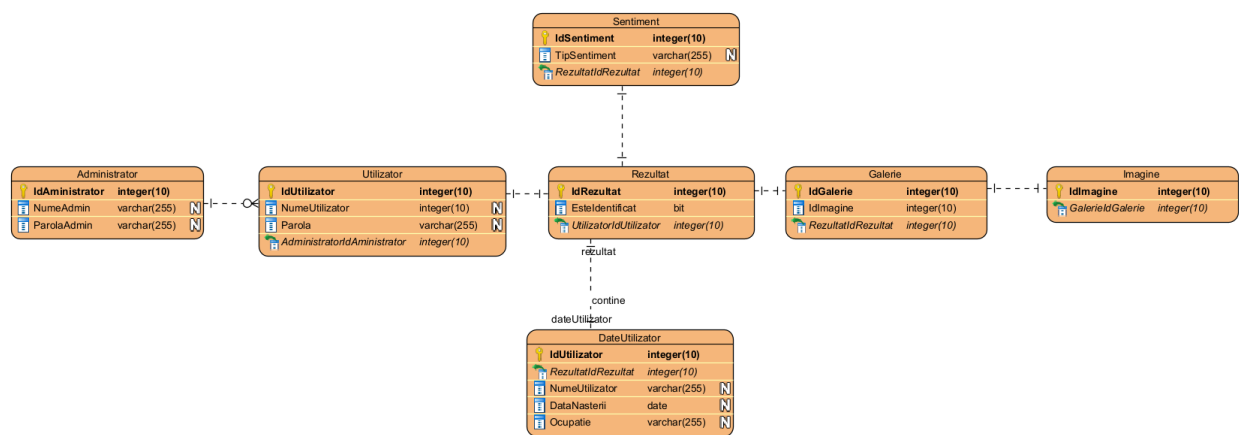 Sentiment
IdSentiment integer(10)
TipSentiment varchar(255) N
RezultatIdRezultat integer(10)
Administrator
IdAministrator integer(10)
NumeAdmin varchar(255) N
ParolaAdmin varchar(255) N
Utilizator
IdUtilizator integer(10)
NumeUtilizator integer(10) N
Parola varchar(255) N
AdministratorIdAministrator integer(10)
Rezultat
IdRezultat integer(10)
EsteIdentificat bit
UtilizatorIdUtilizator integer(10)
Galerie
IdGalerie integer(10)
IdImagine integer(10)
RezultatIdRezultat integer(10)
Imagine
IdImagine integer(10)
GalerieIdGalerie integer(10)
rezultat
contine
dateUtilizator
DateUtilizator
IdUtilizator integer(10)
RezultatIdRezultat integer(10)
NumeUtilizator varchar(255) N
DataNasterii date N
Ocupatie varchar(255) N